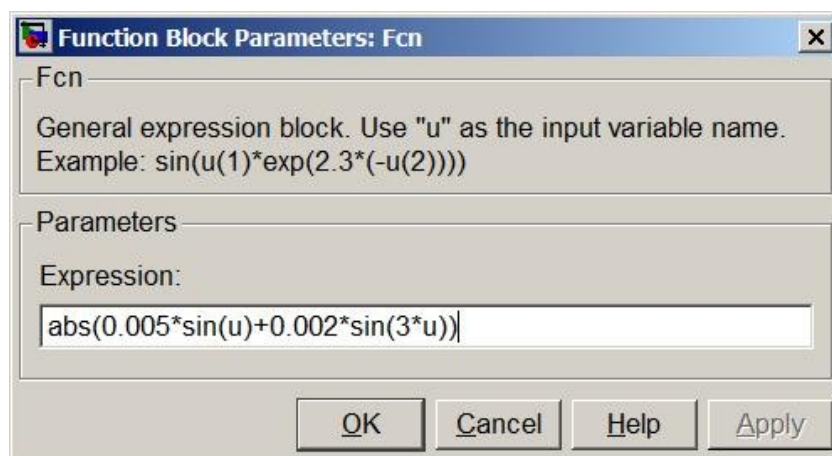 Function Block Parameters: Fcn
Fcn
General expression block. Use "u" as the input variable name.
Example: sin(u(1)*exp(2.3*(-u(2))))
Parameters
Expression:
abs(0.005*sin(u)+0.002*sin(3*u))
OK Cancel Help Apply